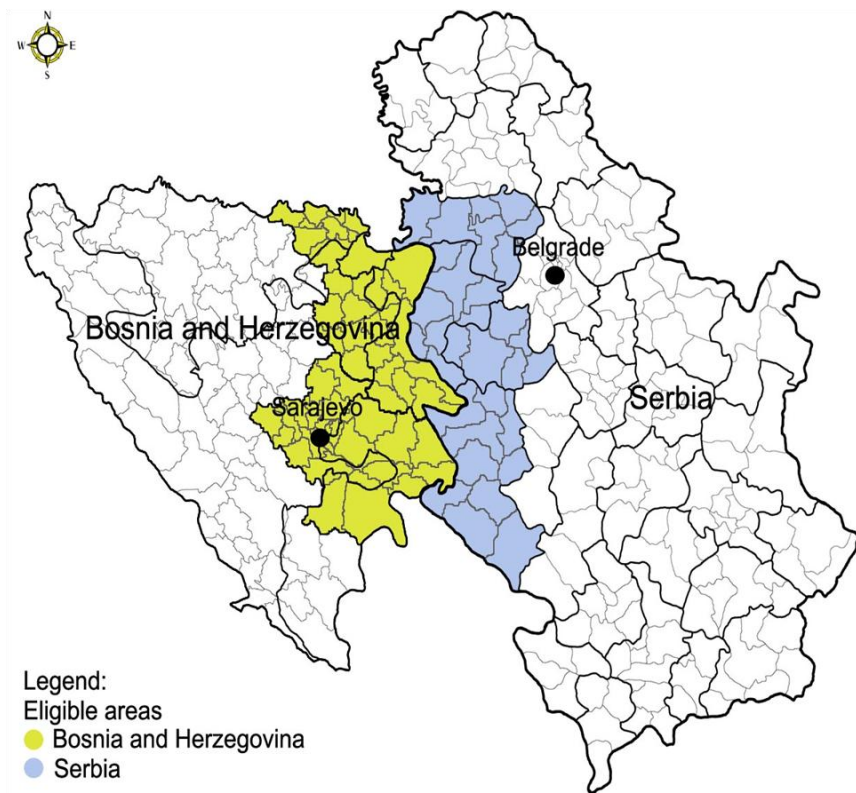 N
W E
S
Belgrade
Bosnia and Herzegovina
Serbia
Sarajevo
Legend:
Eligible areas
Bosnia and Herzegovina
Serbia